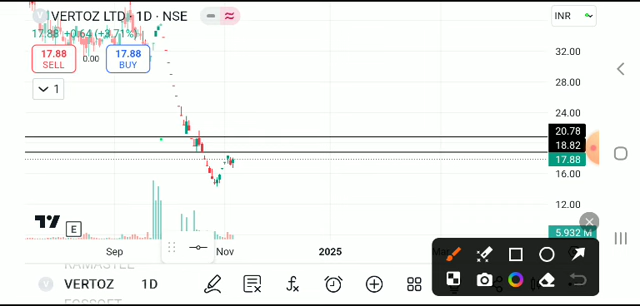 VERTOZ LTD · 1D · NSE
INR
17.88 +0.64 (+3.71%)
17.88
SELL
0.00
17.88
BUY
1
32.00
28.00
24.00
20.78
18.82
17.88
16.00
12.00
5.932 M
E
Sep
Nov
2025
VERTOZ 1D